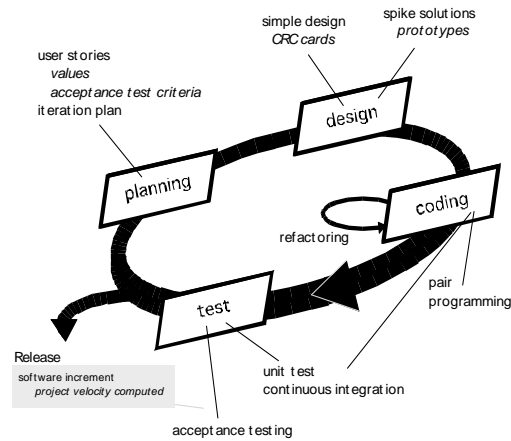 simple design
CRC cards
spike solutions
prototypes
user stories
values
acceptance test criteria
iteration plan
design
planning
coding
refactoring
pair
programming
test
unit test
continuous integration
Release
software increment
project velocity computed
acceptance testing